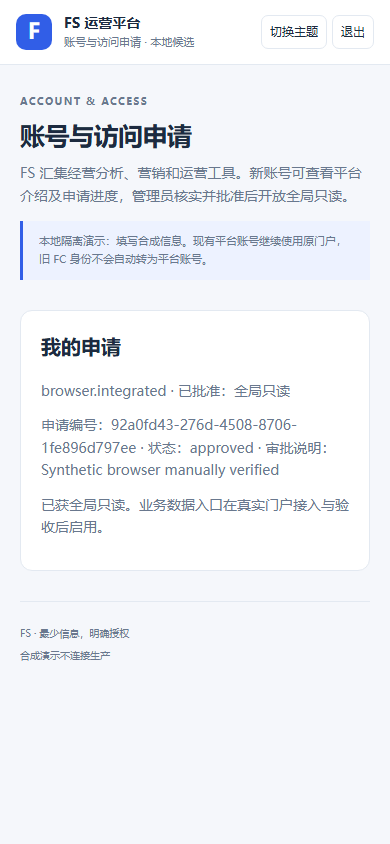 F
FS 运营平台
账号与访问申请 · 本地候选
切换主题
退出
ACCOUNT & ACCESS
账号与访问申请
FS 汇集经营分析、营销和运营工具。新账号可查看平台
介绍及申请进度，管理员核实并批准后开放全局只读。
本地隔离演示：填写合成信息。现有平台账号继续使用原门户，
旧 FC 身份不会自动转为平台账号。
我的申请
browser.integrated · 已批准：全局只读
申请编号：92a0fd43-276d-4508-8706-
1fe896d797ee · 状态：approved · 审批说明：
Synthetic browser manually verified
已获全局只读。业务数据入口在真实门户接入与验
收后启用。
FS · 最少信息，明确授权
合成演示不连接生产